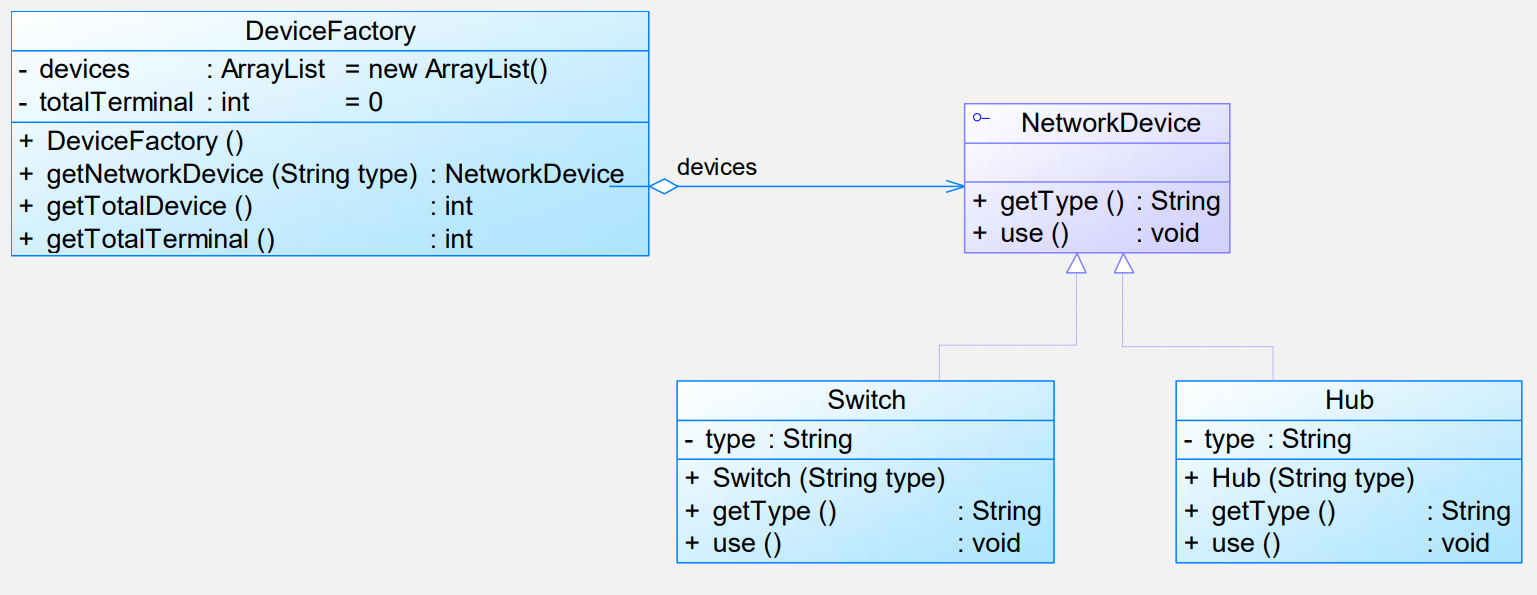 DeviceFactory
- devices : ArrayList = new ArrayList()
- totalTerminal : int = 0
+ DeviceFactory ()
+ getNetworkDevice (String type) : NetworkDevice
+ getTotalDevice () : int
+ getTotalTerminal () : int
devices
NetworkDevice
+ getType () : String
+ use () : void
Switch
- type : String
+ Switch (String type)
+ getType () : String
+ use () : void
Hub
- type : String
+ Hub (String type)
+ getType () : String
+ use () : void